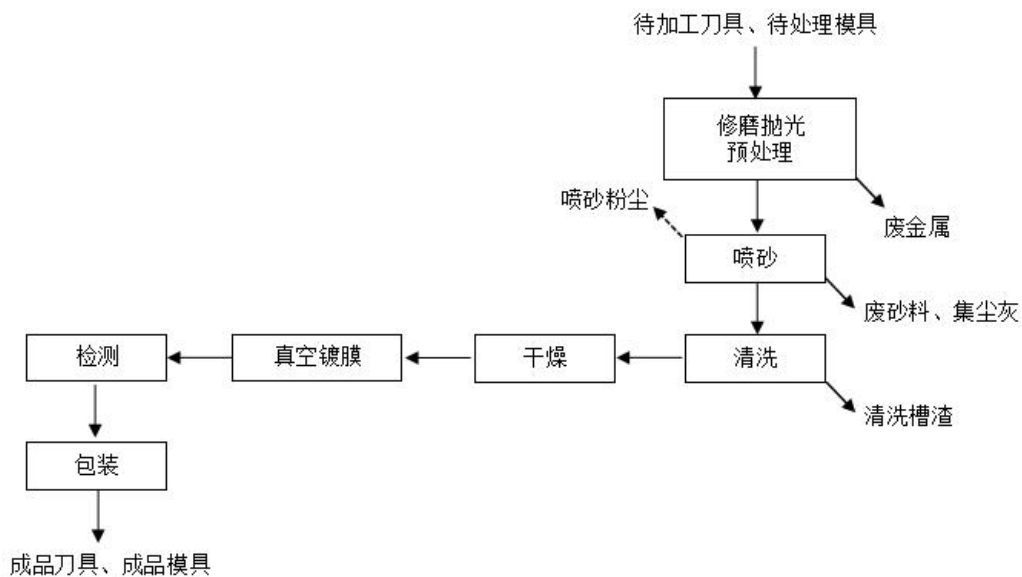 待加工刀具、待处理模具
修磨抛光
预处理
废金属
喷砂粉尘
喷砂
废砂料、集尘灰
清洗
清洗槽渣
干燥
真空镀膜
检测
包装
成品刀具、成品模具